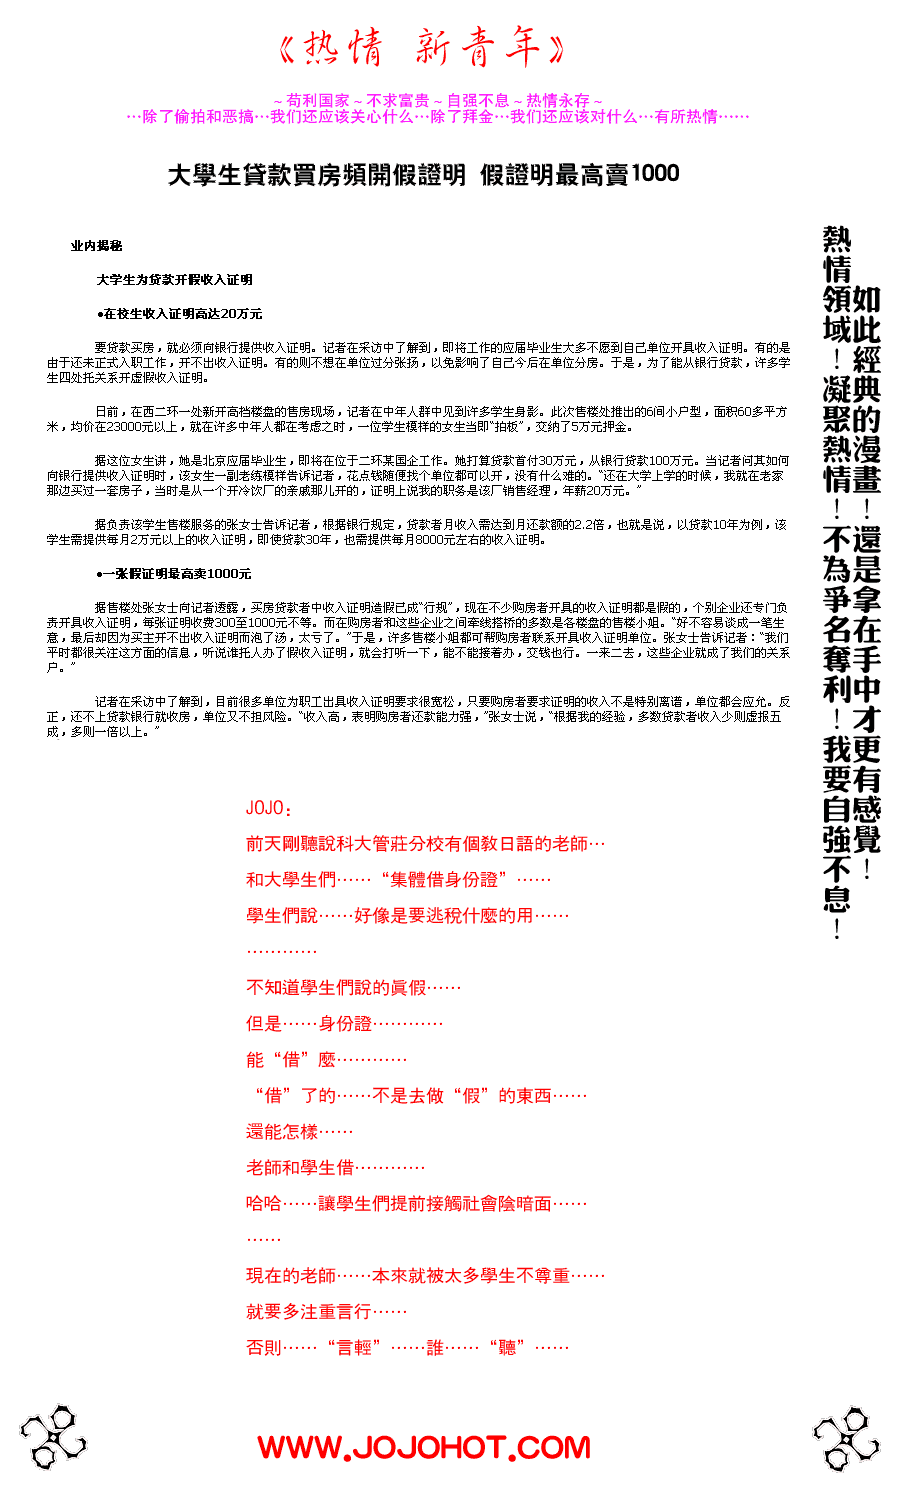 《热情 新青年》
~苟利国家~不求富贵~自强不息~热情永存~
…除了偷拍和恶搞…我们还应该关心什么…除了拜金…我们还应该对什么…有所热情……
大學生貸款買房頻開假證明 假證明最高賣1000
业内揭秘
大学生为贷款开假收入证明
●在校生收入证明高达20万元
要贷款买房，就必须向银行提供收入证明。记者在采访中了解到，即将工作的应届毕业生大多不愿到自己单位开具收入证明。有的是
由于还未正式入职工作，开不出收入证明。有的则不想在单位过分张扬，以免影响了自己今后在单位分房。于是，为了能从银行贷款，许多学
生四处托关系开虚假收入证明。
日前，在西二环一处新开高档楼盘的售房现场，记者在中年人群中见到许多学生身影。此次售楼处推出的6间小户型，面积60多平方
米，均价在23000元以上，就在许多中年人都在考虑之时，一位学生模样的女生当即“拍板”，交纳了5万元押金。
据这位女生讲，她是北京应届毕业生，即将在位于二环某国企工作。她打算贷款首付30万元，从银行贷款100万元。当记者问其如何
向银行提供收入证明时，该女生一副老练模样告诉记者，花点钱随便找个单位都可以开，没有什么难的。“还在大学上学的时候，我就在老家
那边买过一套房子，当时是从一个开冷饮厂的亲戚那儿开的，证明上说我的职务是该厂销售经理，年薪20万元。”
据负责该学生售楼服务的张女士告诉记者，根据银行规定，贷款者月收入需达到月还款额的2.2倍，也就是说，以贷款10年为例，该
学生需提供每月2万元以上的收入证明，即使贷款30年，也需提供每月8000元左右的收入证明。
●一张假证明最高卖1000元
据售楼处张女士向记者透露，买房贷款者中收入证明造假已成“行规”，现在不少购房者开具的收入证明都是假的，个别企业还专门负
责开具收入证明，每张证明收费300至1000元不等。而在购房者和这些企业之间牵线搭桥的多数是各楼盘的售楼小姐。“好不容易谈成一笔生
意，最后却因为买主开不出收入证明而泡了汤，太亏了。”于是，许多售楼小姐都可帮购房者联系开具收入证明单位。张女士告诉记者：“我们
平时都很关注这方面的信息，听说谁托人办了假收入证明，就会打听一下，能不能接着办，交钱也行。一来二去，这些企业就成了我们的关系
户。”
记者在采访中了解到，目前很多单位为职工出具收入证明要求很宽松，只要购房者要求证明的收入不是特别离谱，单位都会应允。反
正，还不上贷款银行就收房，单位又不担风险。“收入高，表明购房者还款能力强，”张女士说，“根据我的经验，多数贷款者收入少则虚报五
成，多则一倍以上。”
如此經典的漫畫！還是拿在手中才更有感覺！
熱情領域！凝聚熱情！不為爭名奪利！我要自強不息！
JOJO：
前天剛聽說科大管莊分校有個教日語的老師…
和大學生們……“集體借身份證”……
學生們說……好像是要逃稅什麼的用……
…………
不知道學生們說的眞假……
但是……身份證…………
能“借”麼…………
“借”了的……不是去做“假”的東西……
還能怎樣……
老師和學生借…………
哈哈……讓學生們提前接觸社會陰暗面……
……
現在的老師……本來就被太多學生不尊重……
就要多注重言行……
否則……“言輕”……誰……“聽”……
WWW.JOJOHOT.COM